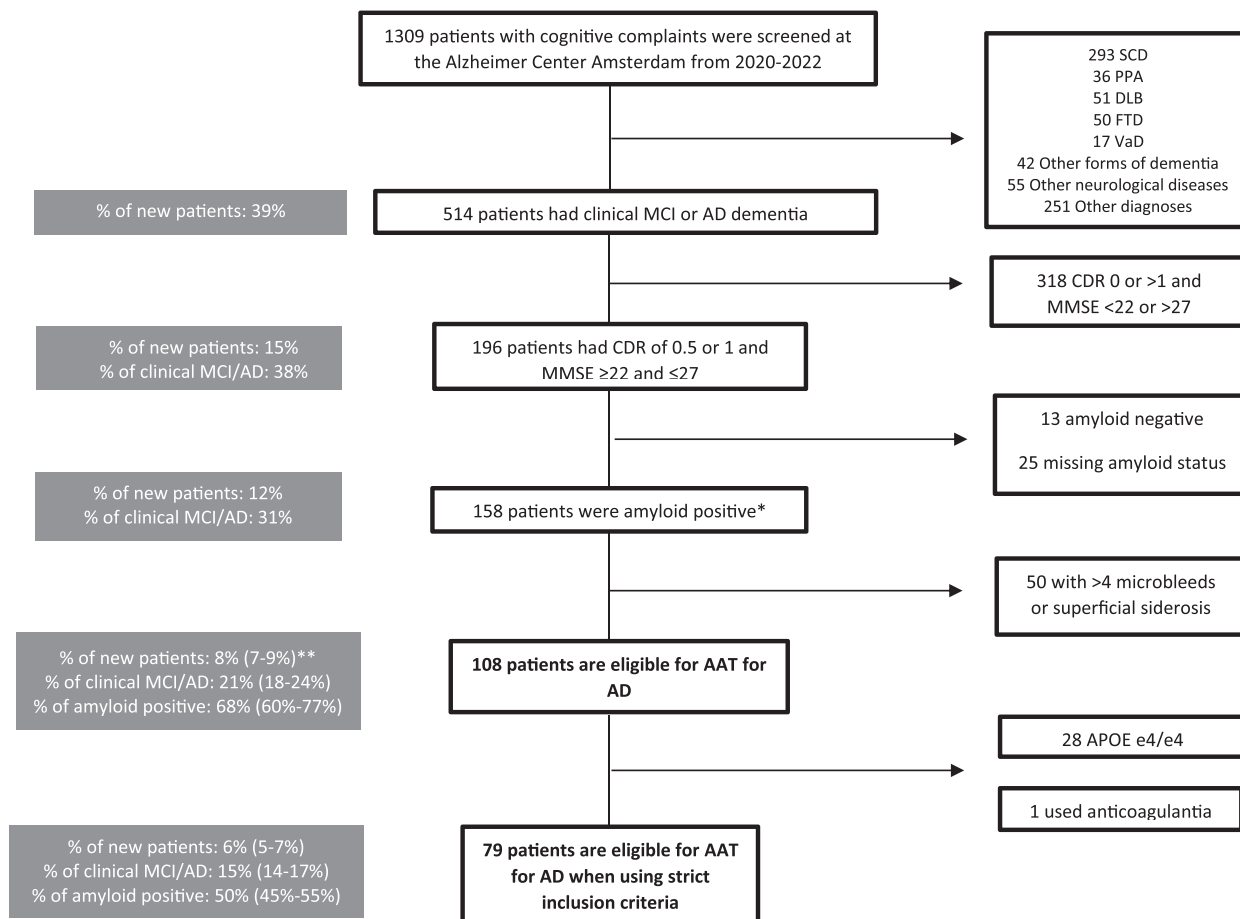 1309 patients with cognitive complaints were screened at
the Alzheimer Center Amsterdam from 2020-2022
293 SCD
36 PPA
51 DLB
50 FTD
17 VaD
42 Other forms of dementia
55 Other neurological diseases
251 Other diagnoses
% of new patients: 39%
514 patients had clinical MCI or AD dementia
318 CDR 0 or >1 and
MMSE <22 or >27
% of new patients: 15%
% of clinical MCI/AD: 38%
196 patients had CDR of 0.5 or 1 and
MMSE ≥22 and ≤27
13 amyloid negative
25 missing amyloid status
% of new patients: 12%
% of clinical MCI/AD: 31%
158 patients were amyloid positive*
50 with >4 microbleeds
or superficial siderosis
% of new patients: 8% (7-9%)**
% of clinical MCI/AD: 21% (18-24%)
% of amyloid positive: 68% (60%-77%)
108 patients are eligible for AAT for
AD
28 APOE e4/e4
1 used anticoagulantia
% of new patients: 6% (5-7%)
% of clinical MCI/AD: 15% (14-17%)
% of amyloid positive: 50% (45%-55%)
79 patients are eligible for AAT
for AD when using strict
inclusion criteria